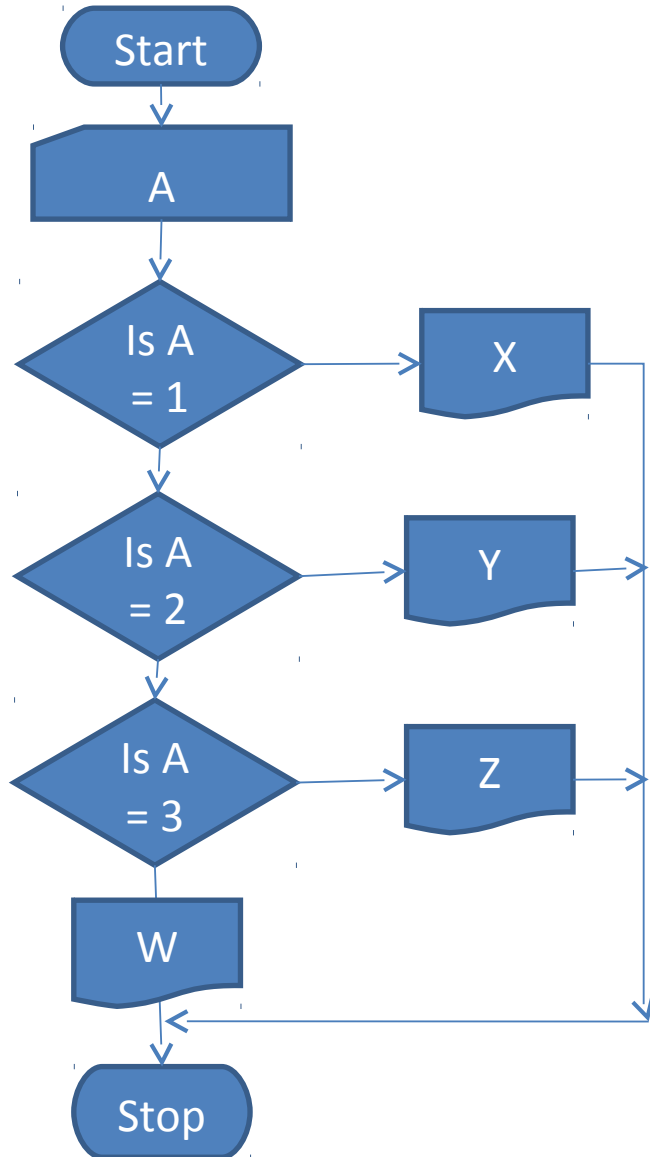 Start
A
Is A
= 1
X
Is A
= 2
Y
Is A
= 3
Z
W
Stop